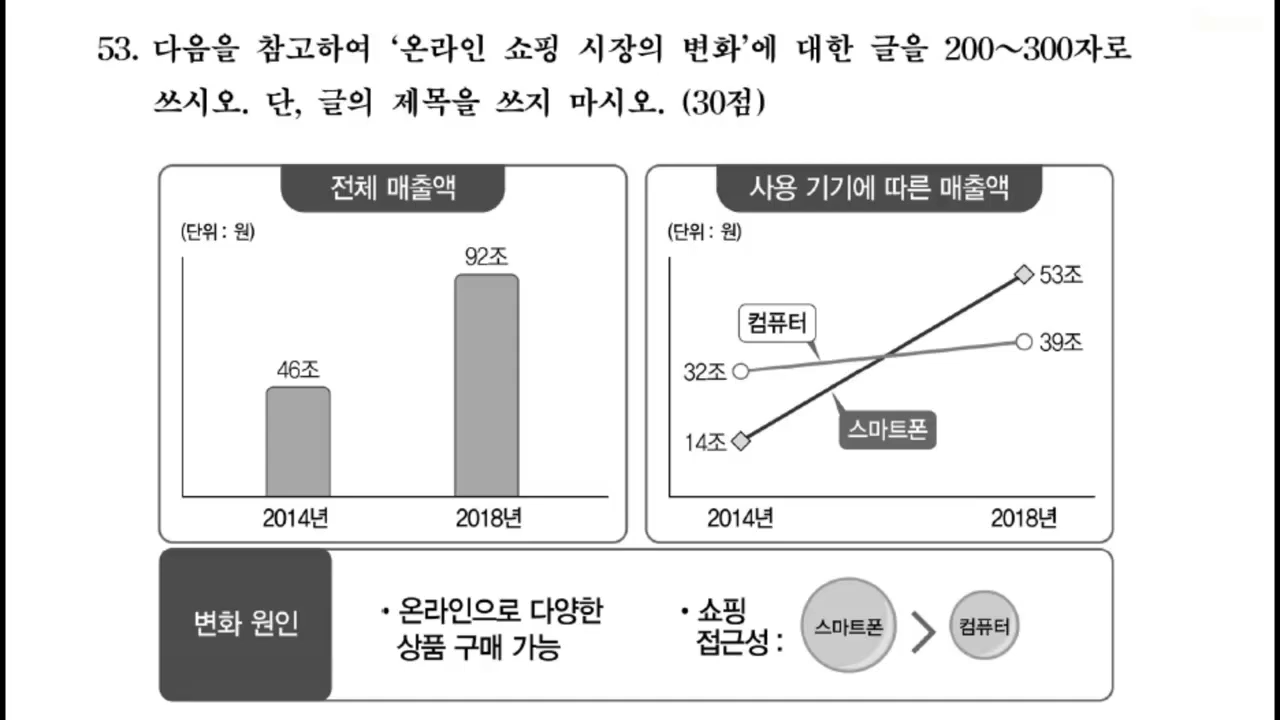 53. 다음을 참고하여 ‘온라인 쇼핑 시장의 변화’에 대한 글을 200～300자로
쓰시오. 단, 글의 제목을 쓰지 마시오. (30점)
전체 매출액
(단위 : 원)
46조
92조
2014년
2018년
사용 기기에 따른 매출액
(단위 : 원)
컴퓨터
53조
39조
32조
14조
스마트폰
2014년
2018년
변화 원인
• 온라인으로 다양한
상품 구매 가능
• 쇼핑
접근성 :
스마트폰 > 컴퓨터